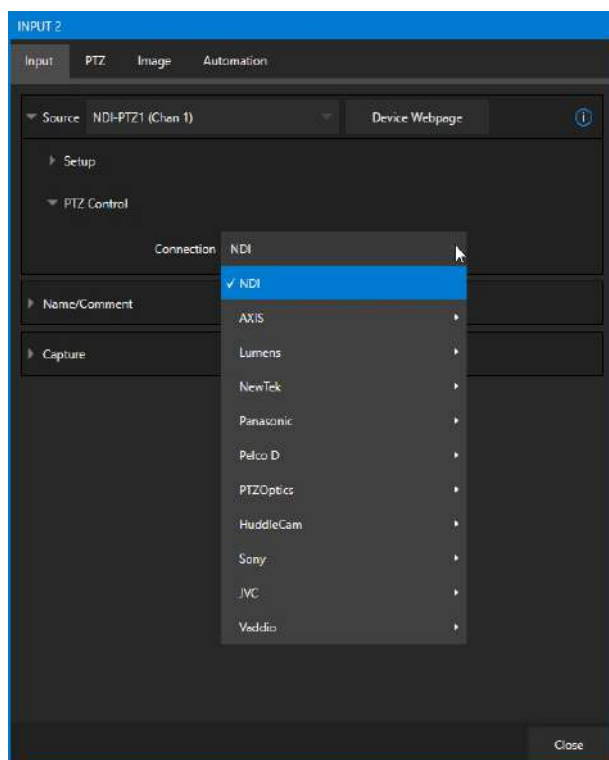 INPUT 2
Input PTZ Image Automation
Source NDI-PTZ1 (Chan 1) Device Webpage
Setup
PTZ Control
Connection NDI
✓ NDI
Name/Comment
AXIS
Capture
Lumens
NewTek
Panasonic
Pelco D
PTZOptics
HuddleCam
Sony
JVC
Vaddio
Close